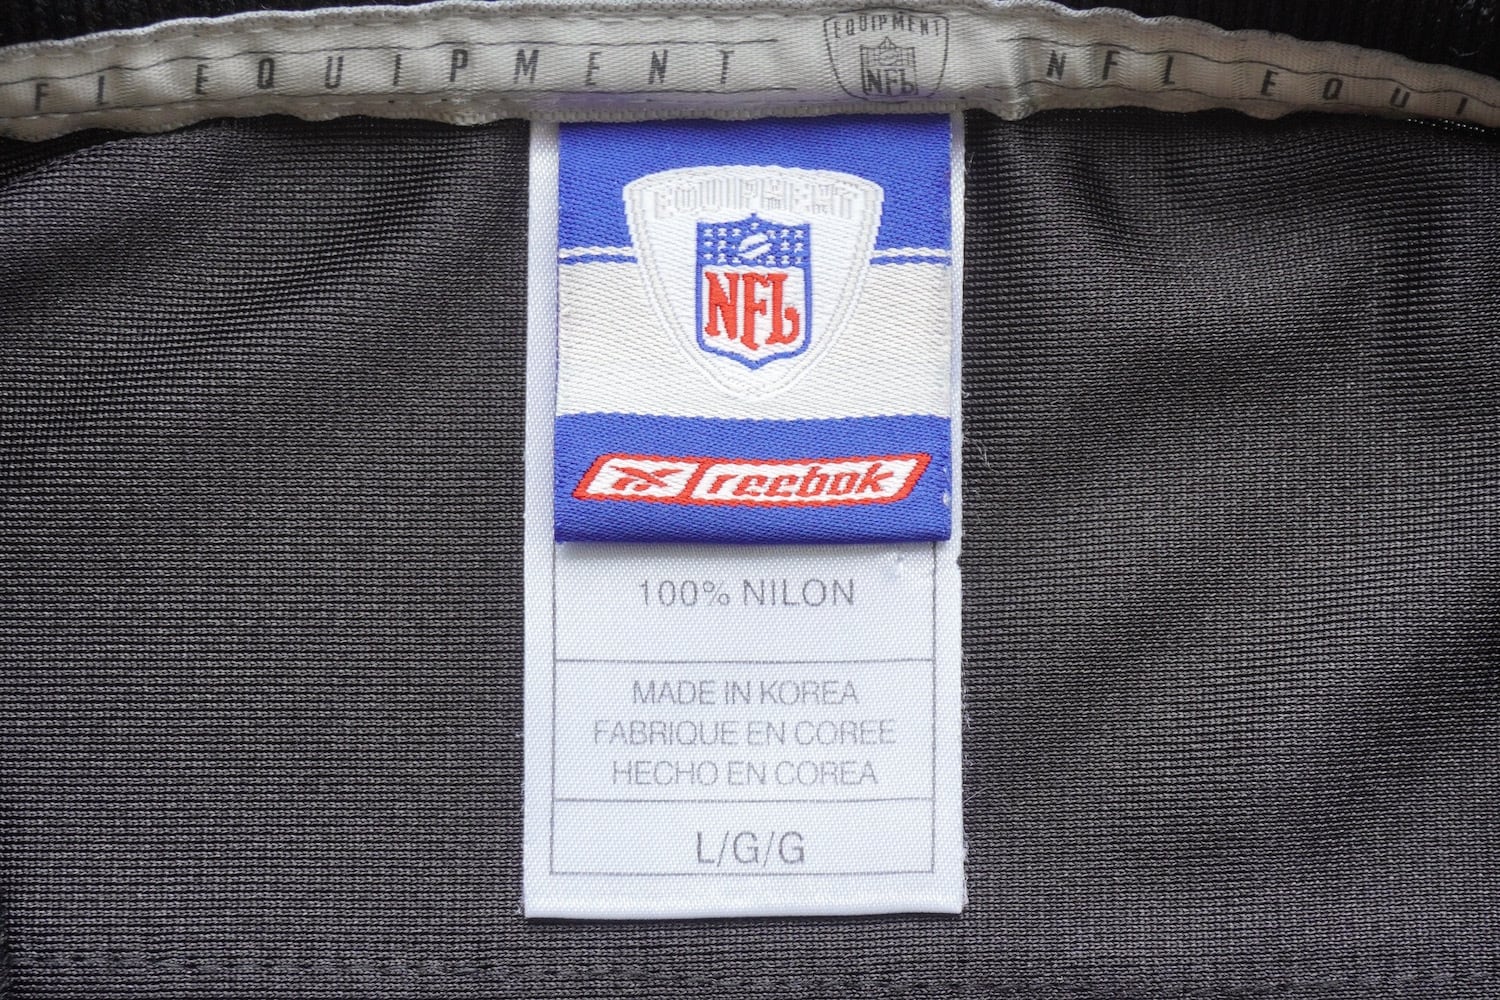 FL EQUIPMENT
EQUIPMENT
NFL
NFL EQUI
EQUIPMENT
NFL
Reebok
100% NILON
MADE IN KOREA
FABRIQUE EN COREE
HECHO EN COREA
L/G/G